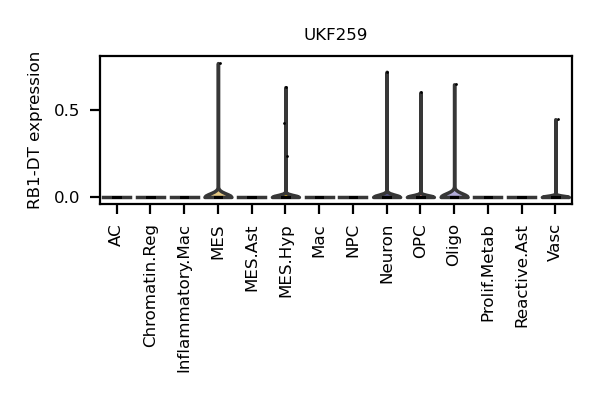 UKF259
RB1-DT expression
0.5
0.0
AC
Chromatin.Reg
Inflammatory.Mac
MES
MES.Ast
MES.Hyp
Mac
NPC
Neuron
OPC
Oligo
Prolif.Metab
Reactive.Ast
Vasc